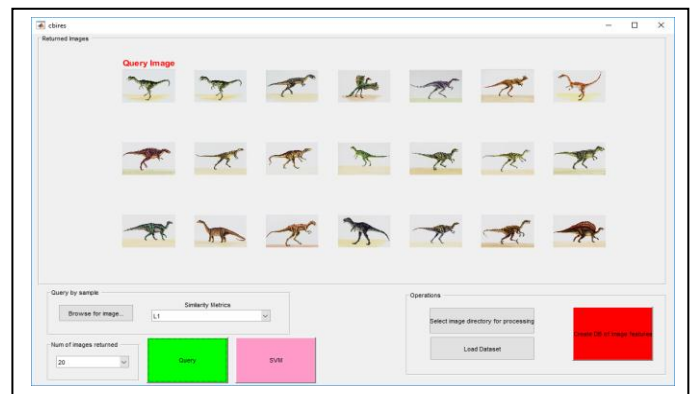 cbires
Returned Images
Query Image
Query by sample
Browse for image...
Similarity Metrics
L1
Num of images returned
20
Query
SVM
Operations
Select image directory for processing
Load Dataset
Create DB of image features